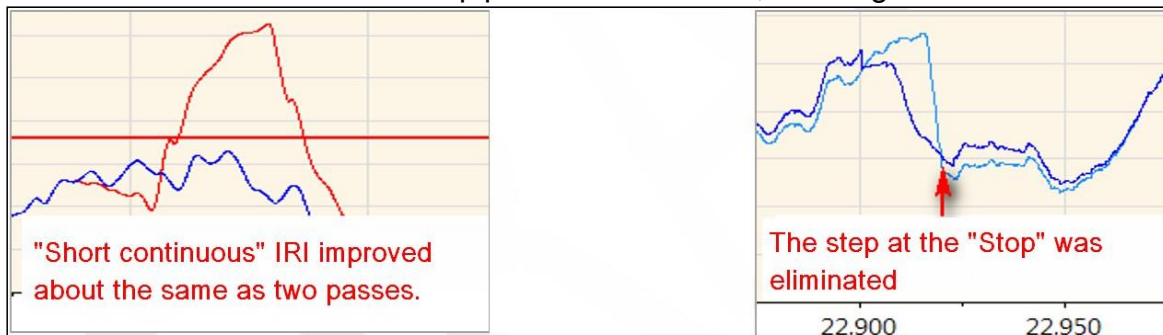 "Short continuous" IRI improved
about the same as two passes.
The step at the "Stop" was
eliminated
22.900 22.950